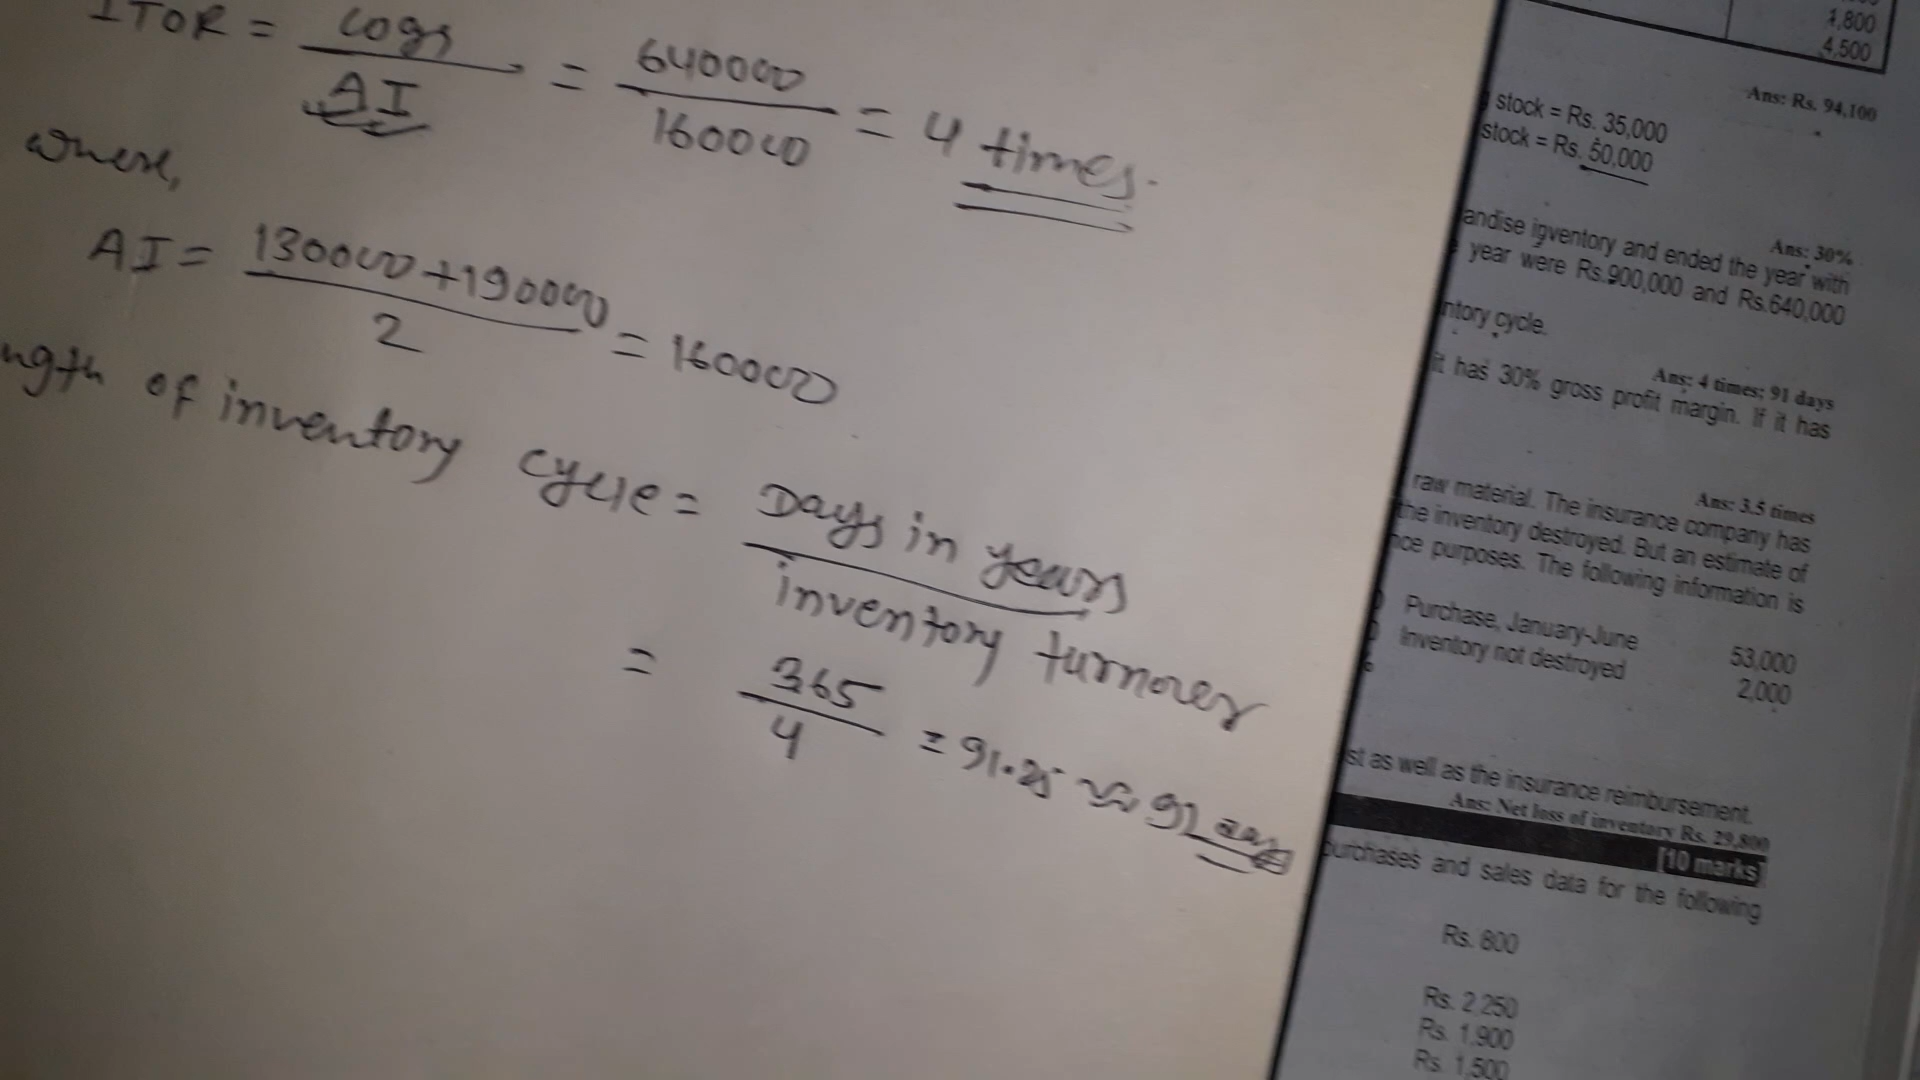 ITOR = COGS / AI = 640000 / 160000 = 4 times.
where,
AI = 130000 + 190000 / 2 = 160000
ngth of inventory cycle = Days in years / inventory turnover
= 365 / 4 = 91.25 ≈
4,500
Ans: Rs. 94,100
stock = Rs. 35,000
stock = Rs. 50,000
Ans: 30%
andise inventory and ended the year with
year were Rs.900,000 and Rs.640,000
ntory cycle.
Ans: 4 times; 91 days
it has 30% gross profit margin. If it has
Ans: 3.5 times
raw material. The insurance company has
the inventory destroyed. But an estimate of
nce purposes. The following information is
Purchase, January-June 53,000
Inventory not destroyed 2,000
st as well as the insurance reimbursement.
Ans: Net loss of inventory Rs. 29,800
[10 marks]
purchases and sales data for the following
Rs. 800
Rs. 2,250
Rs. 1,900
Rs. 1,500